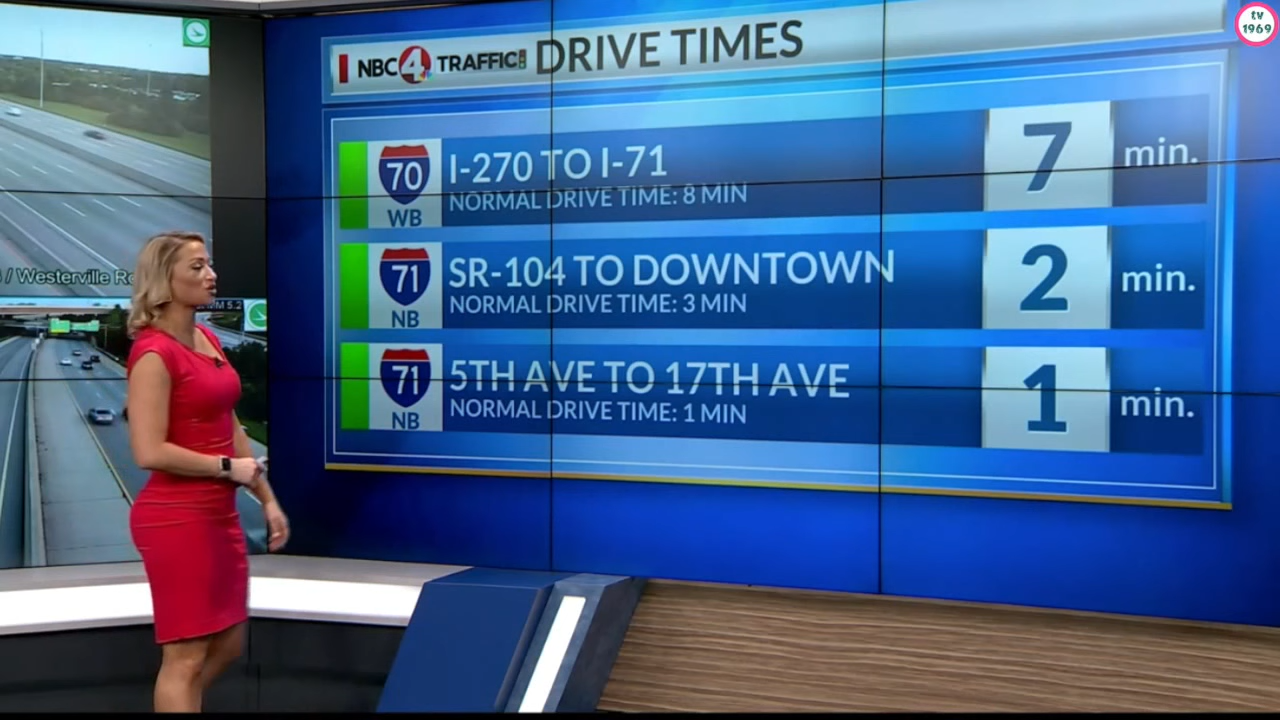 tv
1969
NBC 4 TRAFFIC DRIVE TIMES
70
WB
I-270 TO I-71
NORMAL DRIVE TIME: 8 MIN
7 min.
71
NB
SR-104 TO DOWNTOWN
NORMAL DRIVE TIME: 3 MIN
2 min.
71
NB
5TH AVE TO 17TH AVE
NORMAL DRIVE TIME: 1 MIN
1 min.
/ Westerville